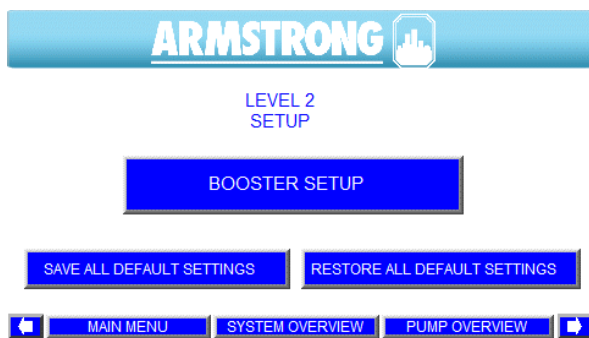 ARMSTRONG
LEVEL 2
SETUP
BOOSTER SETUP
SAVE ALL DEFAULT SETTINGS RESTORE ALL DEFAULT SETTINGS
MAIN MENU SYSTEM OVERVIEW PUMP OVERVIEW